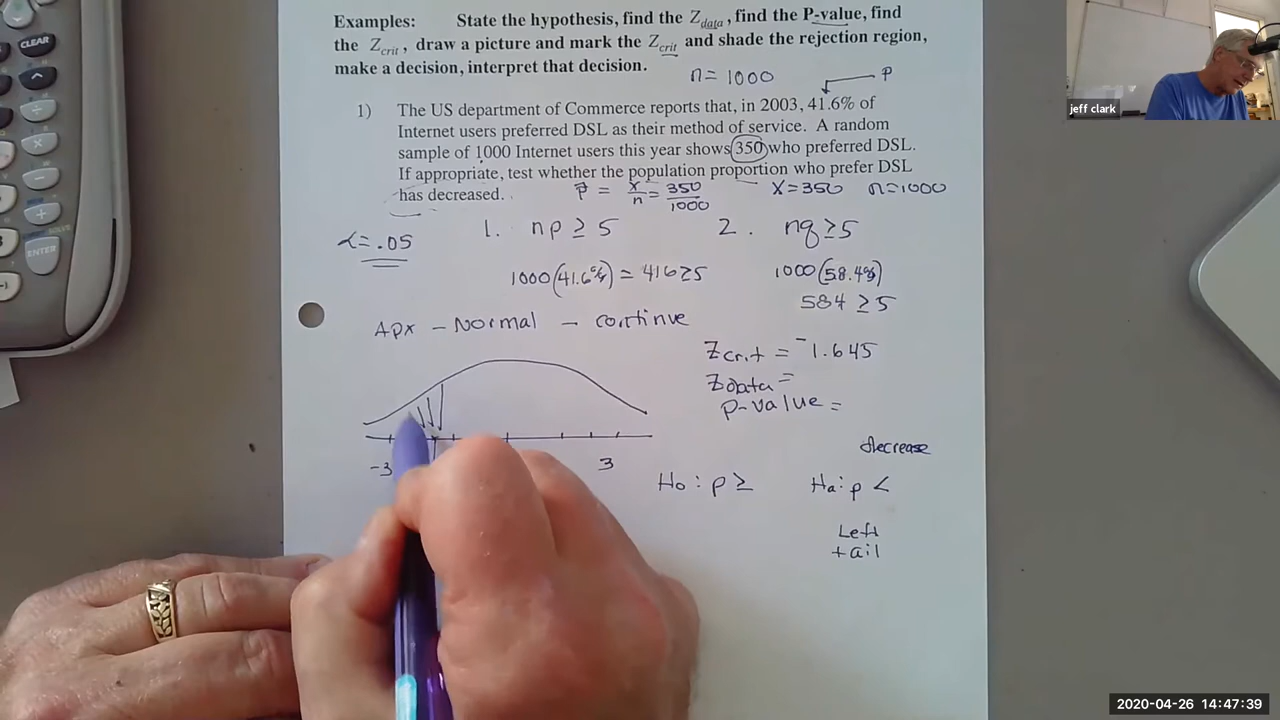 Examples: State the hypothesis, find the Zdata, find the P-value, find
the Zcrit, draw a picture and mark the Zcrit and shade the rejection region,
make a decision, interpret that decision.
n = 1000
p
1) The US department of Commerce reports that, in 2003, 41.6% of
Internet users preferred DSL as their method of service. A random
sample of 1000 Internet users this year shows 350 who preferred DSL.
If appropriate, test whether the population proportion who prefer DSL
has decreased.
p̂ = x/n = 350/1000 x=350 n=1000
α=.05
1. np ≥ 5 2. nq ≥5
1000(41.6%) = 416≥5 1000(58.4%)
584 ≥5
Apx – Normal – continue
Zcrit = -1.645
Zdata =
P-value =
decrease
-3 3
Ho: p ≥ Ha: p <
Left
tail
CLEAR
ENTER
jeff clark
2020-04-26 14:47:39